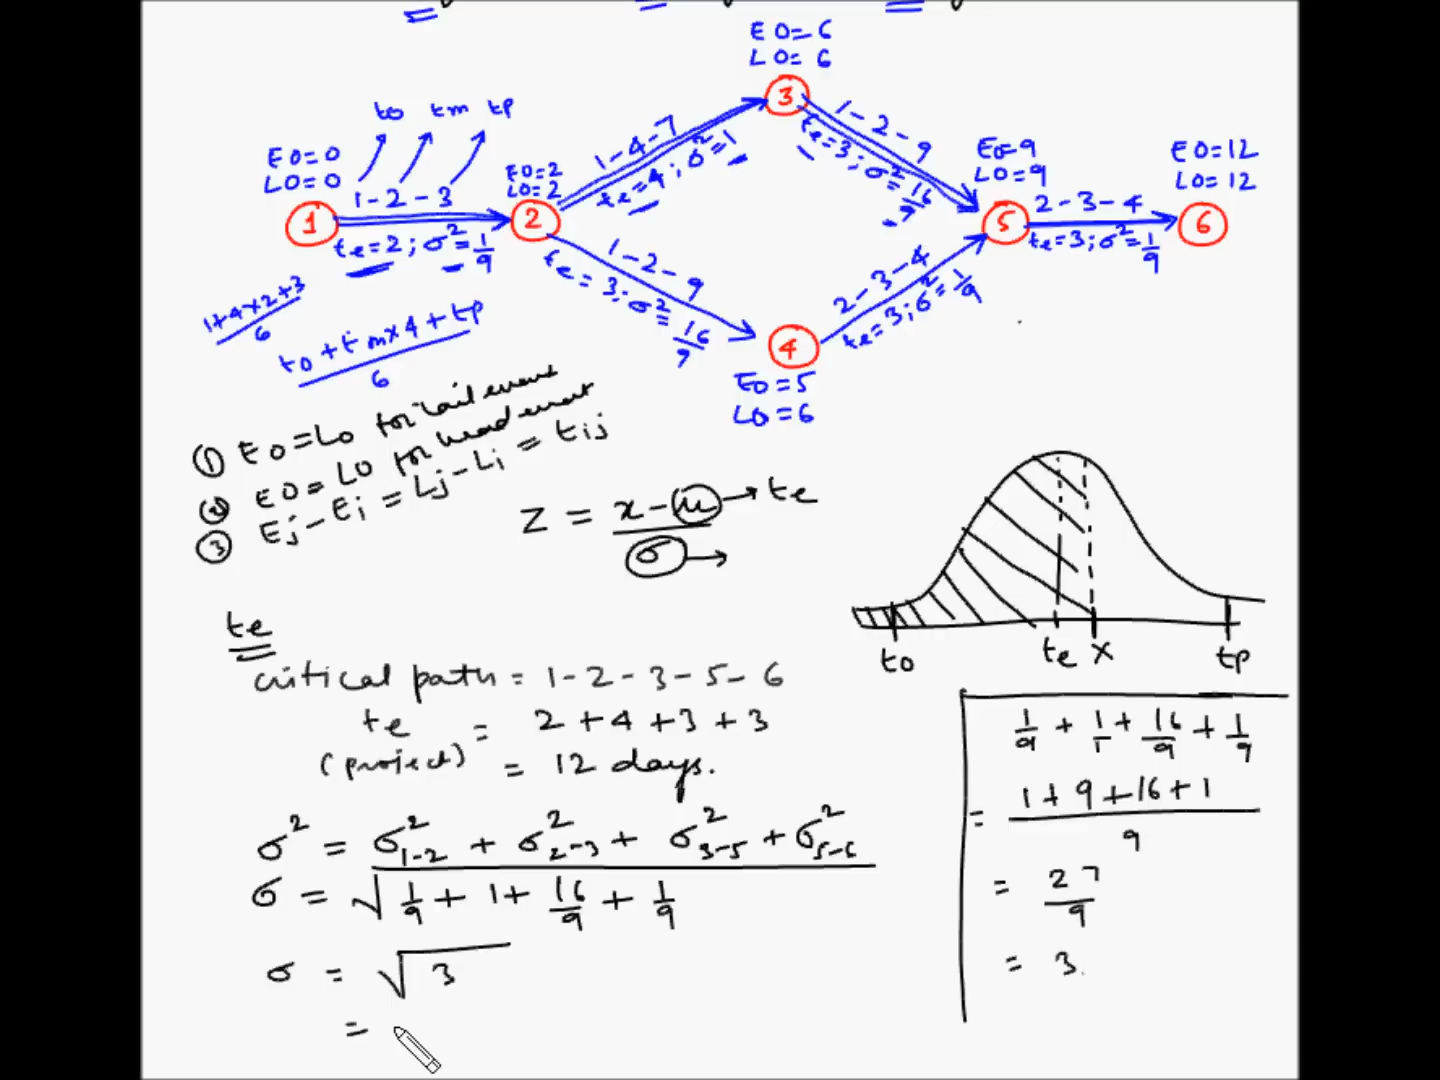 EO=6
LO=6
to tm tp
EO=0
LO=0
1-2-3
EO=2
LO=2
1-4-7
te=4; σ²=1
3
1-2-9
te=3; σ²=16/9
EO=9
LO=9
EO=12
LO=12
1
te=2; σ²=1/9
2
5
2-3-4
te=3; σ²=1/9
6
1-2-9
te=3; σ²=16/9
2-3-4
te=3; σ²=1/9
4
EO=5
LO=6
1+4×2+3/6
to+tm×4+tp/6
① EO=LO for tail event
② EO=LO for head event
③ Ej-Ei=Lj-Li=tij
Z = x-μ/σ → te
→
to te x tp
te
critical path = 1-2-3-5-6
te (project) = 2+4+3+3
= 12 days.
σ² = σ²1-2 + σ²2-3 + σ²3-5 + σ²5-6
σ = √1/9 + 1 + 16/9 + 1/9
σ = √3
=
1/9 + 1/1 + 16/9 + 1/9
= 1+9+16+1/9
= 27/9
= 3.